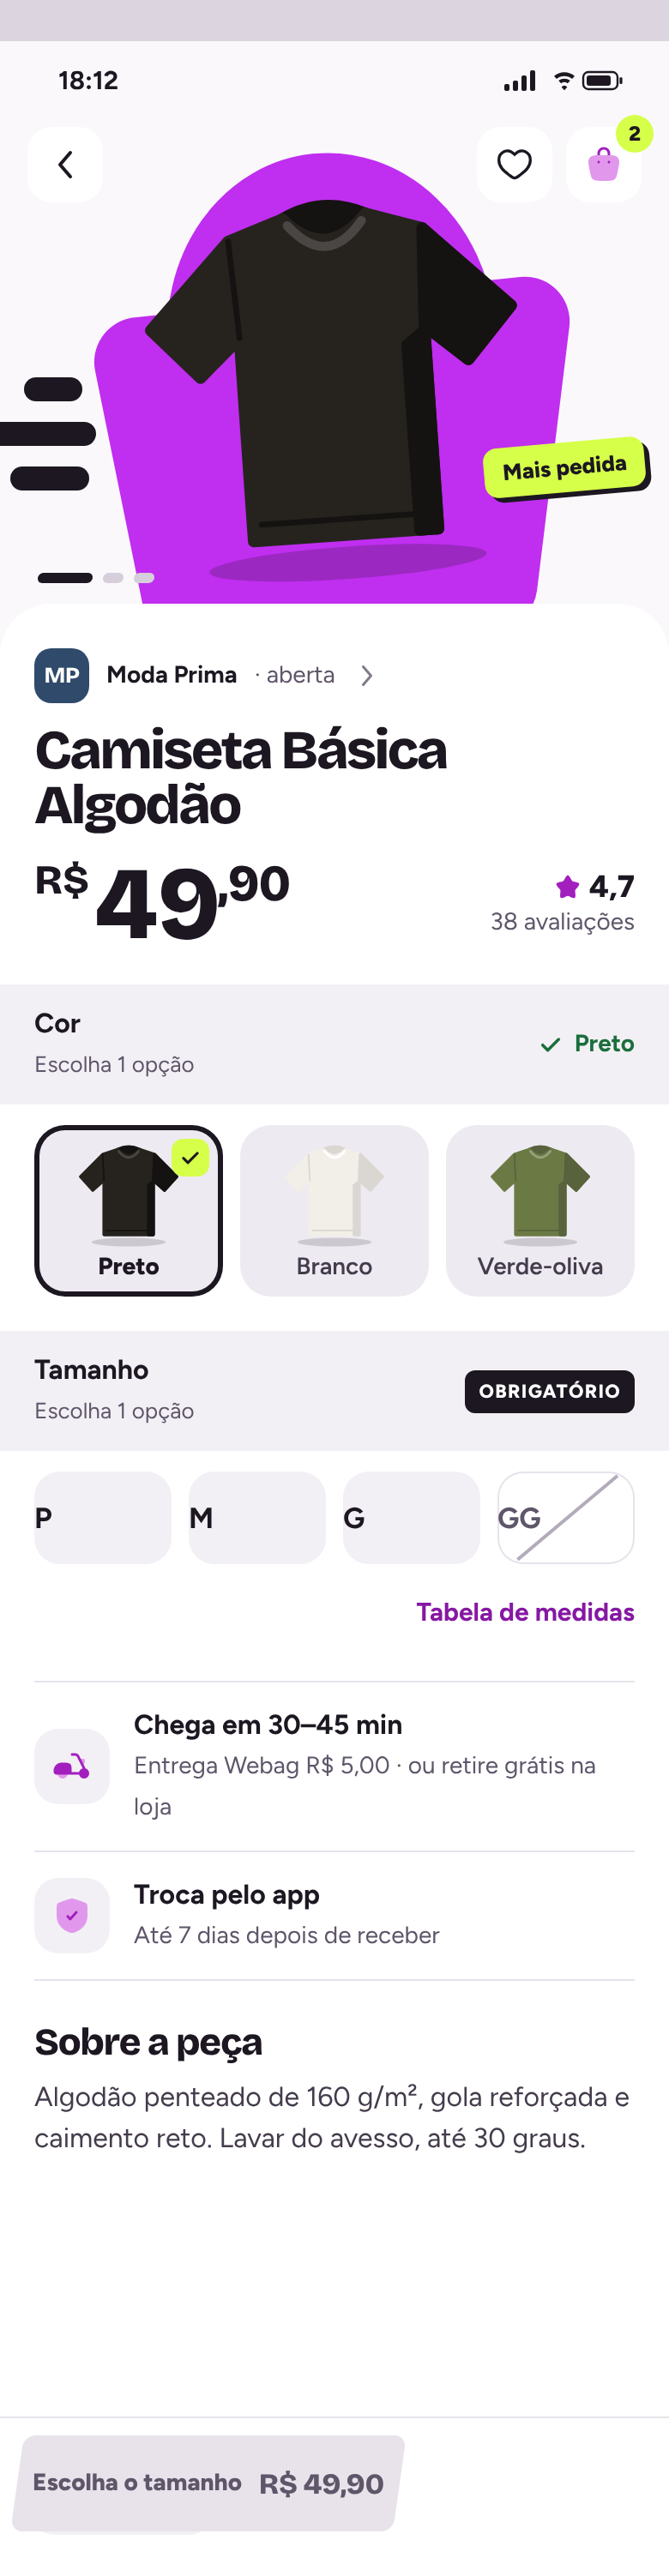 18:12
2
Mais pedida
MP Moda Prima · aberta
Camiseta Básica
Algodão
R$ 49,90
4,7
38 avaliações
Cor
Escolha 1 opção
Preto
Preto
Branco
Verde-oliva
Tamanho
Escolha 1 opção
OBRIGATÓRIO
P
M
G
GG
Tabela de medidas
Chega em 30–45 min
Entrega Webag R$ 5,00 · ou retire grátis na
loja
Troca pelo app
Até 7 dias depois de receber
Sobre a peça
Algodão penteado de 160 g/m², gola reforçada e
caimento reto. Lavar do avesso, até 30 graus.
Escolha o tamanho R$ 49,90